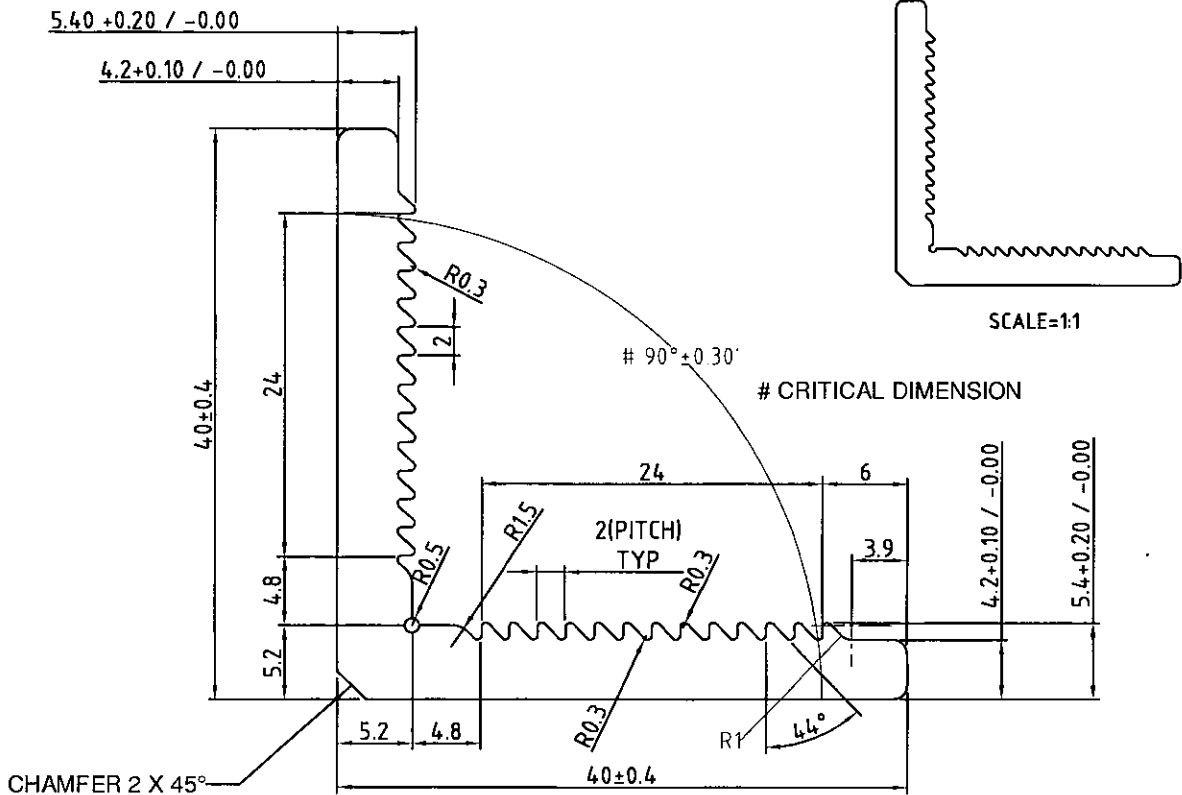 5.40 +0.20 / -0.00
4.2+0.10 / -0.00
SCALE=1:1
R0.3
2
# 90°±0.30'
# CRITICAL DIMENSION
24
40±0.4
24
6
R1.5
2(PITCH)
TYP
R0.3
3.9
4.2+0.10 / -0.00
5.4+0.20 / -0.00
R0.5
4.8
5.2
5.2
4.8
R0.3
R1
44°
40±0.4
CHAMFER 2 X 45°